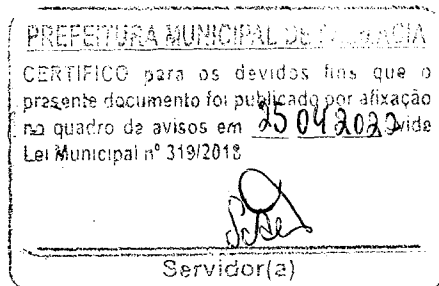 PREFEITURA MUNICIPAL DE
CERTIFICO para os devidos fins que o
presente documento foi publicado por afixação
no quadro de avisos em 25 04 2022 vide
Lei Municipal nº 319/2018
Servidor(a)